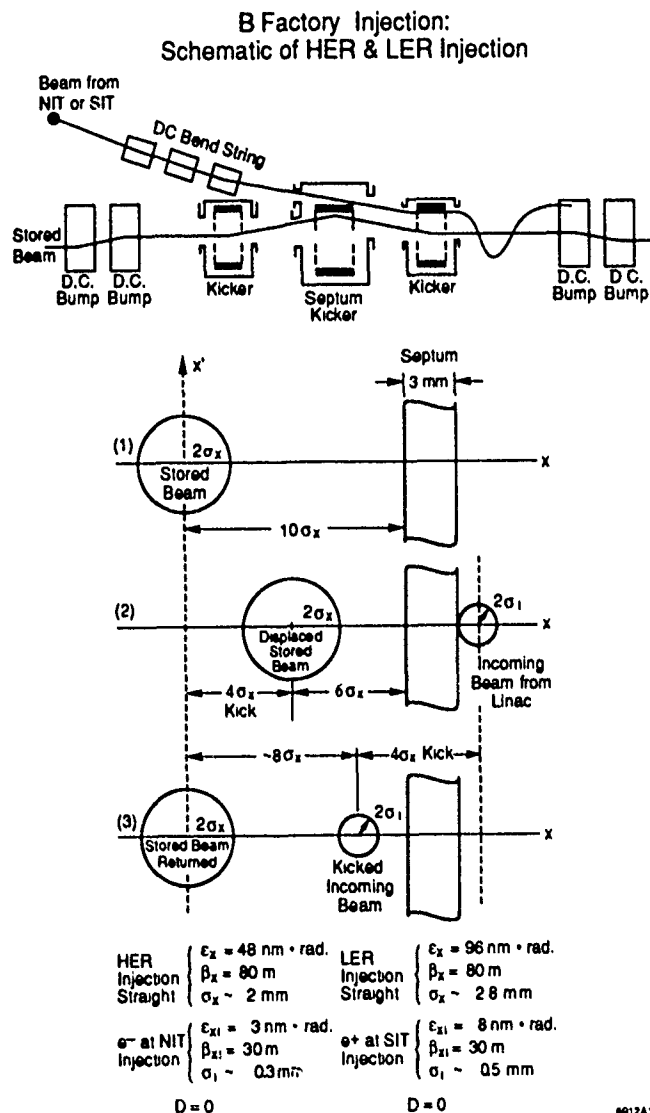 B Factory Injection:
Schematic of HER & LER Injection
Beam from
NIT or SIT
DC Bend String
Stored
Beam
D.C.
Bump
D.C.
Bump
Kicker
Septum
Kicker
Kicker
D.C.
Bump
D.C.
Bump
x'
Septum
3 mm
(1)
2σx
Stored
Beam
x
10σx
(2)
2σx
Displaced
Stored
Beam
2σI
x
4σx
Kick
6σx
Incoming
Beam from
Linac
~8σx
4σx Kick
(3)
2σx
Stored Beam
Returned
2σI
x
Kicked
Incoming
Beam
HER
Injection
Straight
εx = 48 nm • rad.
βx = 80 m
σx ~ 2 mm
LER
Injection
Straight
εx = 96 nm • rad.
βx = 80 m
σx ~ 2 8 mm
e− at NIT
Injection
εxI = 3 nm • rad.
βxI = 30 m
σI ~ 0.3 mm
e+ at SIT
Injection
εxI = 8 nm • rad.
βxI = 30 m
σI ~ 0.5 mm
D = 0
D = 0